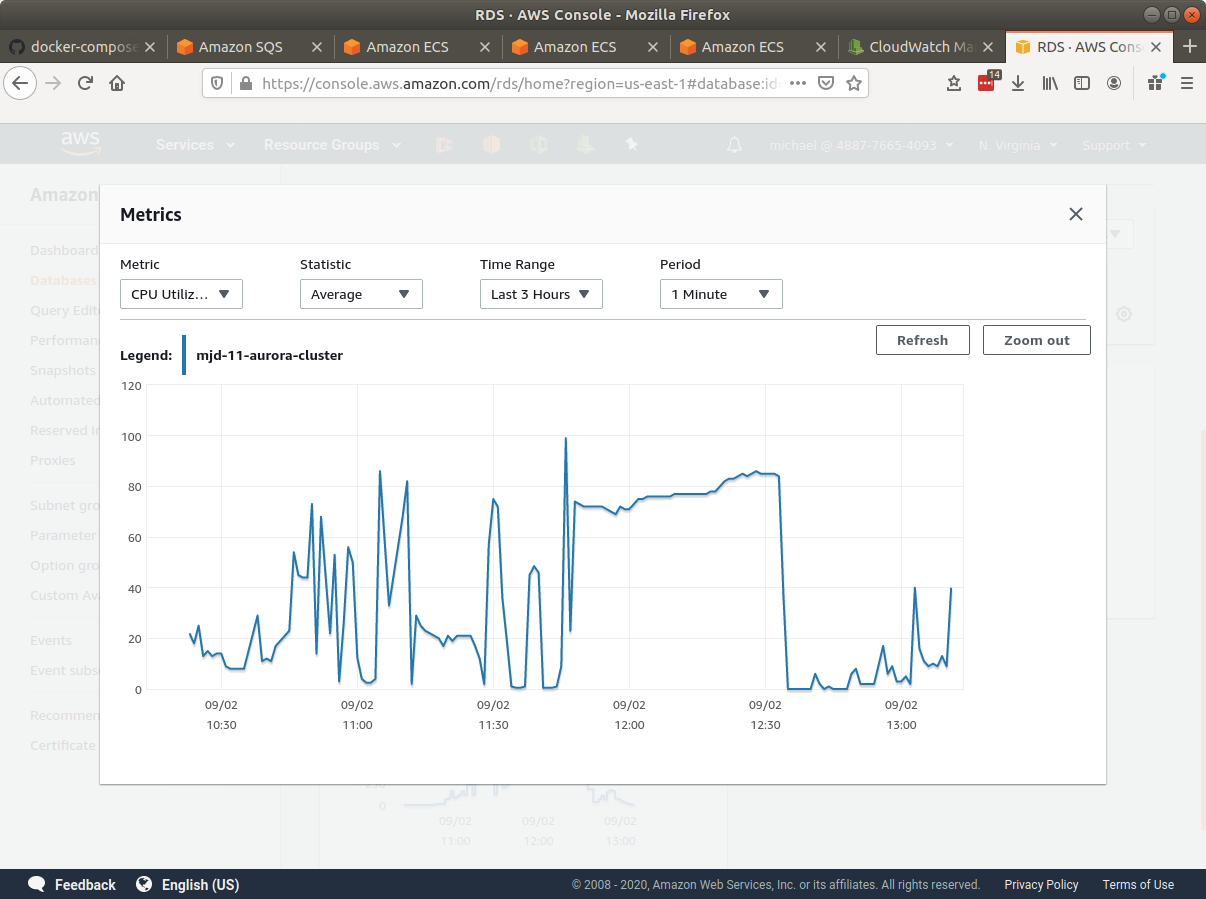 RDS · AWS Console - Mozilla Firefox
docker-compose
Amazon SQS
Amazon ECS
Amazon ECS
Amazon ECS
CloudWatch Ma
RDS · AWS Cons
https://console.aws.amazon.com/rds/home?region=us-east-1#database:id
14
aws
Services
Resource Groups
michael @ 4887-7665-4093
N. Virginia
Support
Amazon
Dashboard
Databases
Query Edit
Performan
Snapshots
Automated
Reserved in
Proxies
Subnet gro
Parameter
Option gro
Custom Av
Events
Event subs
Recommen
Certificate
Metrics
Metric
Statistic
Time Range
Period
CPU Utiliz...
Average
Last 3 Hours
1 Minute
Refresh
Zoom out
Legend:
mjd-11-aurora-cluster
120
100
80
60
40
20
0
09/02
10:30
09/02
11:00
09/02
11:30
09/02
12:00
09/02
12:30
09/02
13:00
0
09/02
11:00
09/02
12:00
09/02
13:00
Feedback
English (US)
© 2008 - 2020, Amazon Web Services, Inc. or its affiliates. All rights reserved.
Privacy Policy
Terms of Use